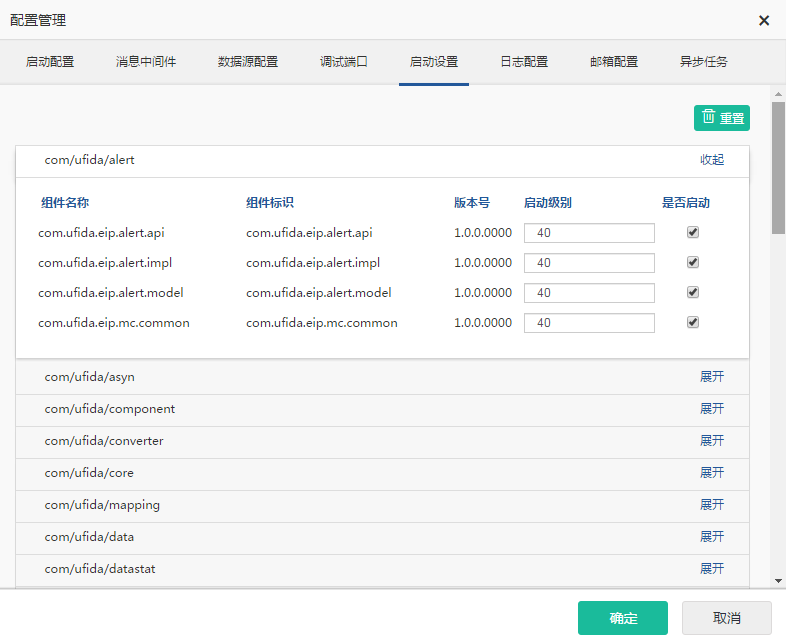 配置管理
启动配置 消息中间件 数据源配置 调试端口 启动设置 日志配置 邮箱配置 异步任务
重置
com/ufida/alert 收起
组件名称 组件标识 版本号 启动级别 是否启动
com.ufida.eip.alert.api com.ufida.eip.alert.api 1.0.0.0000 40
com.ufida.eip.alert.impl com.ufida.eip.alert.impl 1.0.0.0000 40
com.ufida.eip.alert.model com.ufida.eip.alert.model 1.0.0.0000 40
com.ufida.eip.mc.common com.ufida.eip.mc.common 1.0.0.0000 40
com/ufida/asyn 展开
com/ufida/component 展开
com/ufida/converter 展开
com/ufida/core 展开
com/ufida/mapping 展开
com/ufida/data 展开
com/ufida/datastat 展开
确定 取消